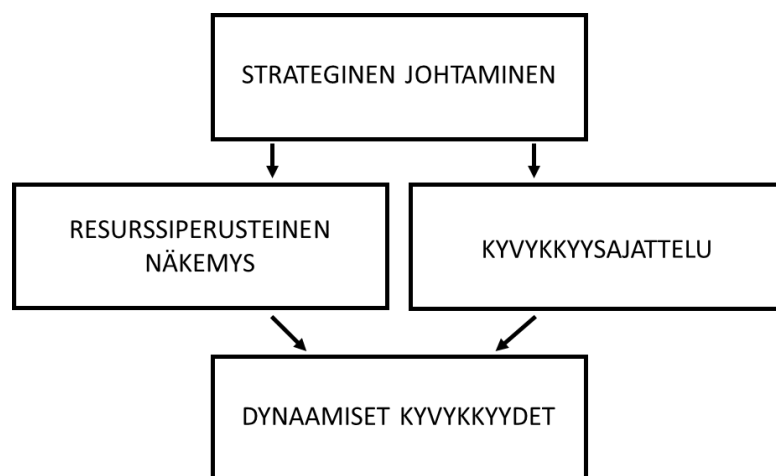 STRATEGINEN JOHTAMINEN
RESURSSIPERUSTEINEN
NÄKEMYS
KYVYKKYYSAJATTELU
DYNAAMISET KYVYKKYYDET